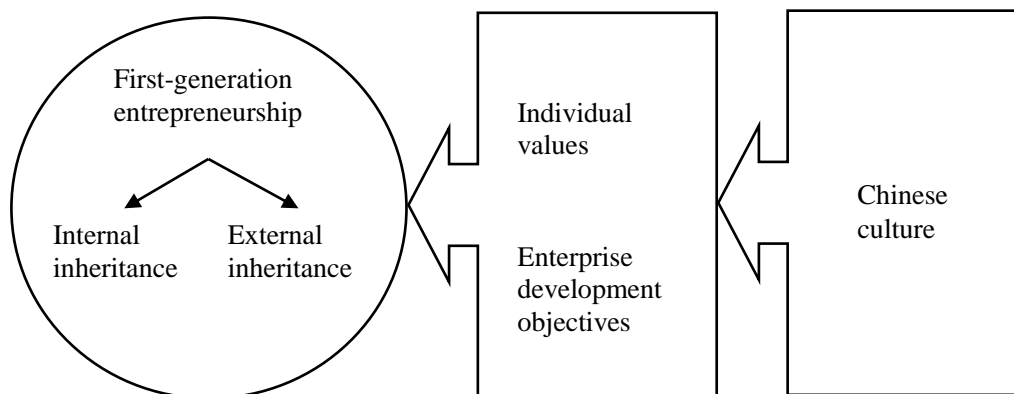 First-generation
entrepreneurship
Internal
inheritance
External
inheritance
Individual
values
Enterprise
development
objectives
Chinese
culture